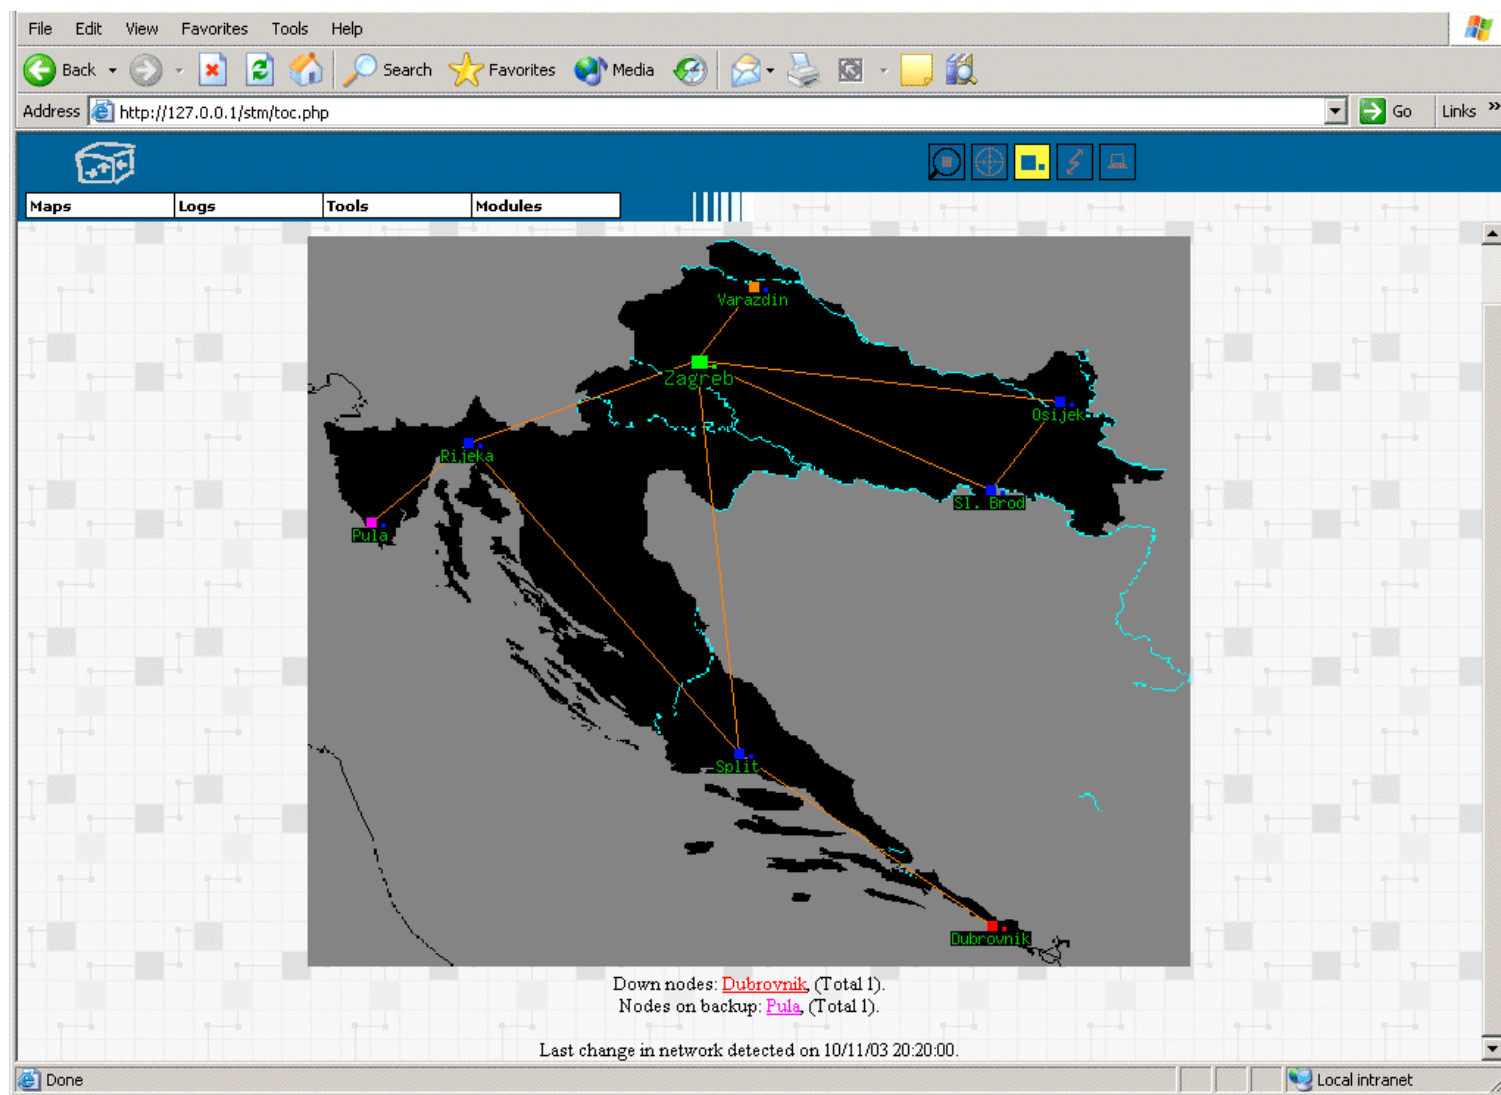 File Edit View Favorites Tools Help
Back Search Favorites Media
Address http://127.0.0.1/stm/toc.php Go Links »
Maps Logs Tools Modules
Varazdin
Zagreb
Osijek
Rijeka
Sl. Brod
Pula
Split
Dubrovnik
Down nodes: Dubrovnik, (Total 1).
Nodes on backup: Pula, (Total 1).
Last change in network detected on 10/11/03 20:20:00.
Done Local intranet